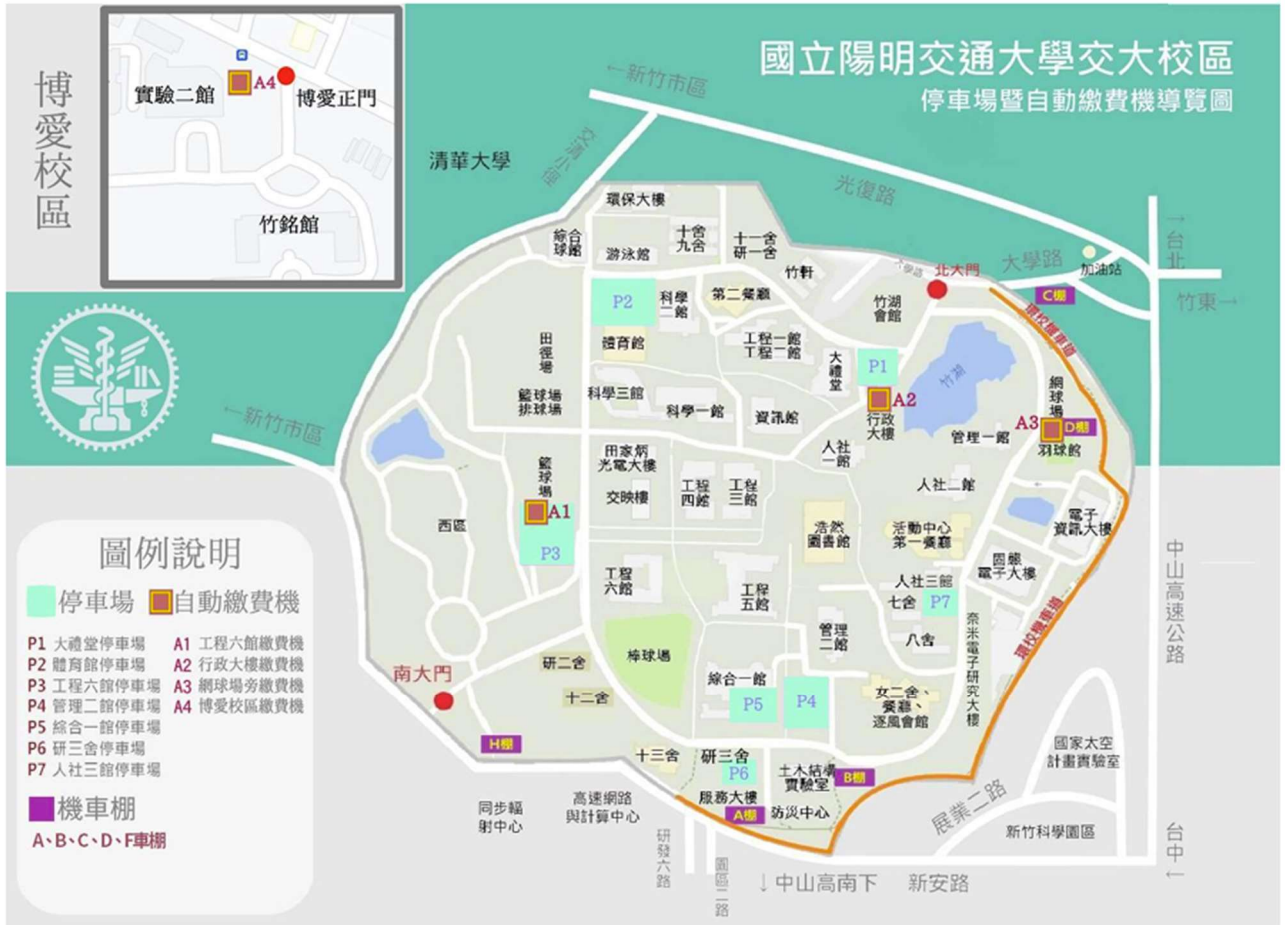 國立陽明交通大學交大校區
停車場暨自動繳費機導覽圖
博愛校區
實驗二館
A4
博愛正門
竹銘館
←新竹市區
交清小徑
清華大學
光復路
→台北
環保大樓
綜合
球館
游泳館
十舍
九舍
十一舍
研一舍
竹軒
大學路
北大門
大學路
加油站
竹東→
C棚
環校機車道
P2
科學
二館
第二餐廳
竹湖
會館
體育館
工程一館
工程二館
大禮堂
P1
竹湖
田徑場
籃球場
排球場
科學三館
科學一館
資訊館
A2
行政
大樓
網球場
A3
D棚
羽球館
管理一館
人社
一館
←新竹市區
田家炳
光電大樓
籃球場
交映樓
工程
四館
工程
三館
人社二館
A1
P3
西區
浩然
圖書館
活動中心
第一餐廳
電子
資訊大樓
固態
電子大樓
中山高速公路
工程
六館
工程
五館
人社三館
七舍
P7
八舍
奈米電子研究大樓
環校機車道
棒球場
管理
二館
南大門
研二舍
十二舍
綜合一館
P5
P4
女二舍、
餐廳、
逐風會館
H棚
十三舍
研三舍
P6
服務大樓
A棚
土木結構
實驗室
B棚
防災中心
國家太空
計畫實驗室
展業二路
新竹科學園區
同步輻
射中心
高速網路
與計算中心
研發六路
園區二路
↓中山高南下
新安路
台中→
圖例說明
停車場
自動繳費機
P1 大禮堂停車場
A1 工程六館繳費機
P2 體育館停車場
A2 行政大樓繳費機
P3 工程六館停車場
A3 網球場旁繳費機
P4 管理二館停車場
A4 博愛校區繳費機
P5 綜合一館停車場
P6 研三舍停車場
P7 人社三館停車場
機車棚
A、B、C、D、F車棚